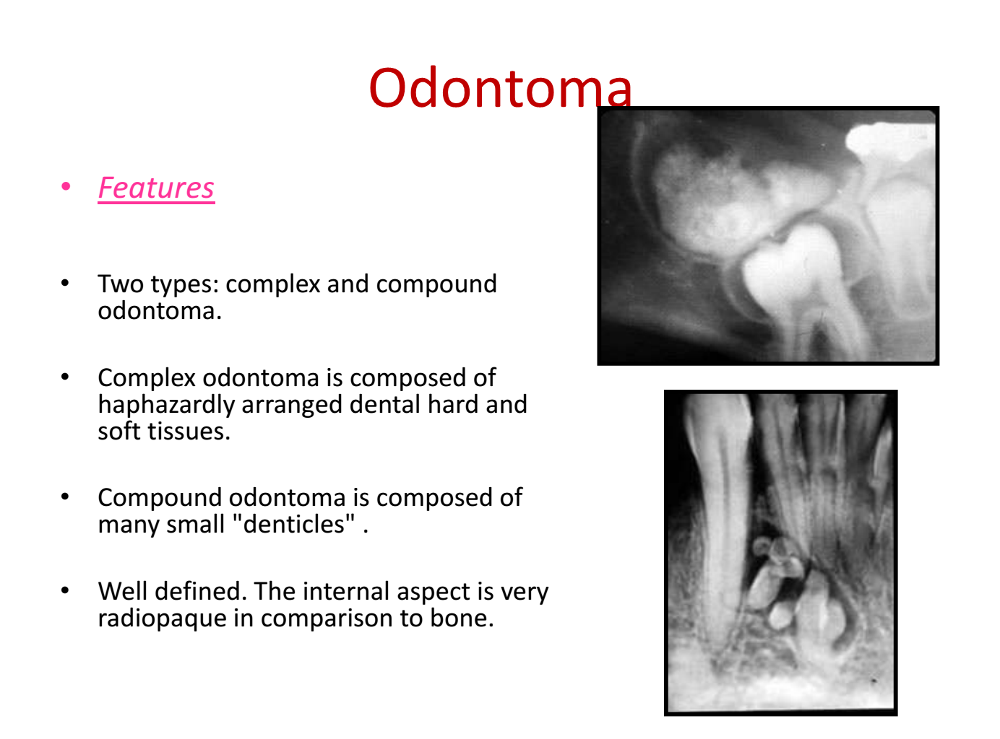 Odontoma
• Features
• Two types: complex and compound
odontoma.
• Complex odontoma is composed of
haphazardly arranged dental hard and
soft tissues.
• Compound odontoma is composed of
many small "denticles" .
• Well defined. The internal aspect is very
radiopaque in comparison to bone.